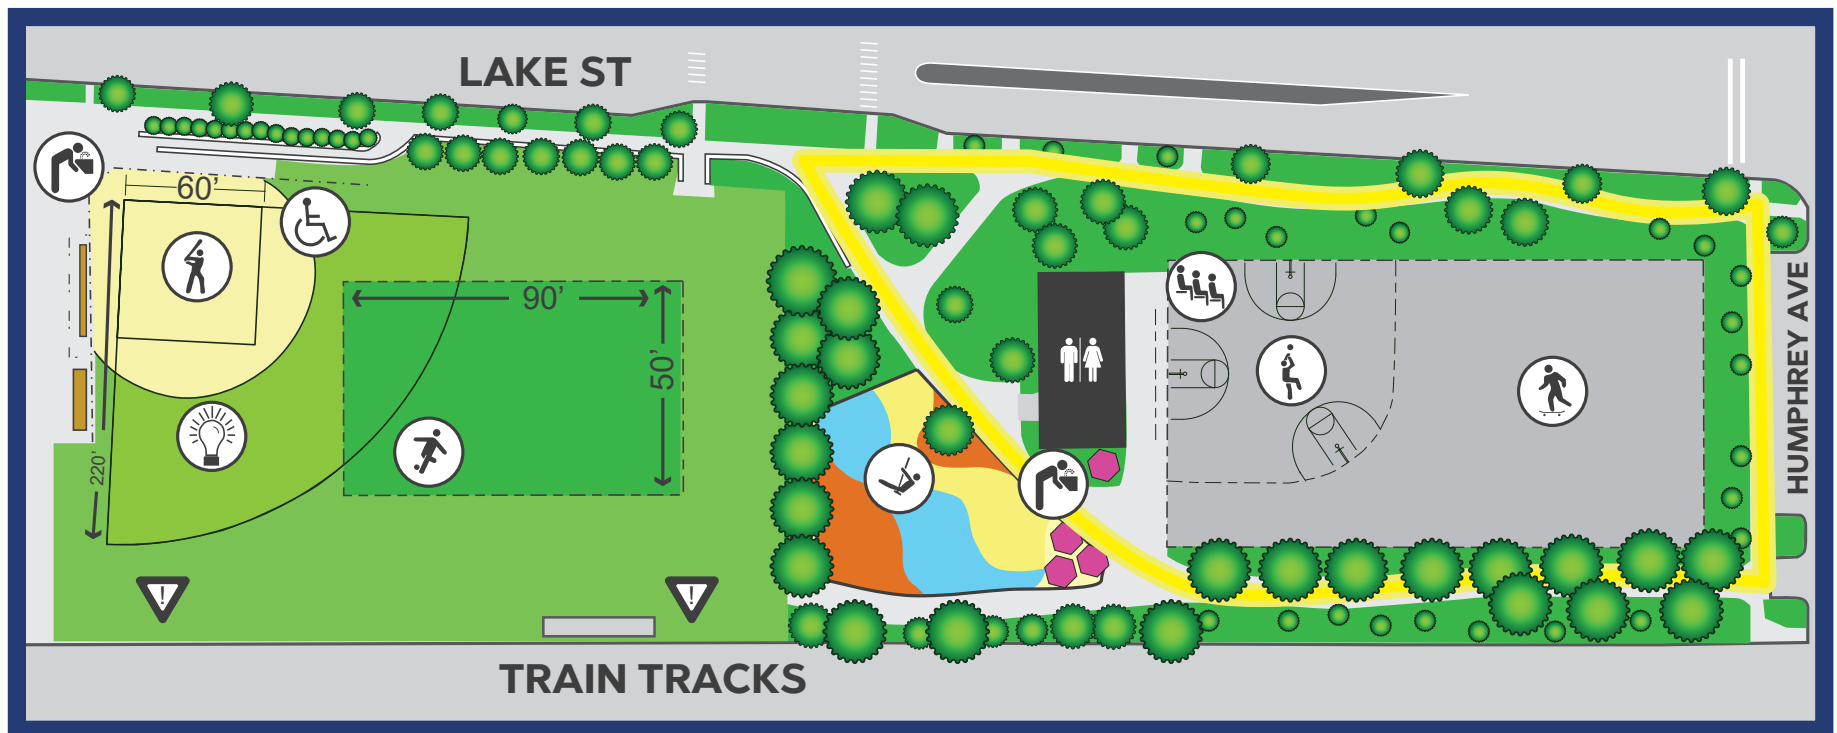 LAKE ST
60’
90’
50’
220’
HUMPHREY AVE
!
!
TRAIN TRACKS